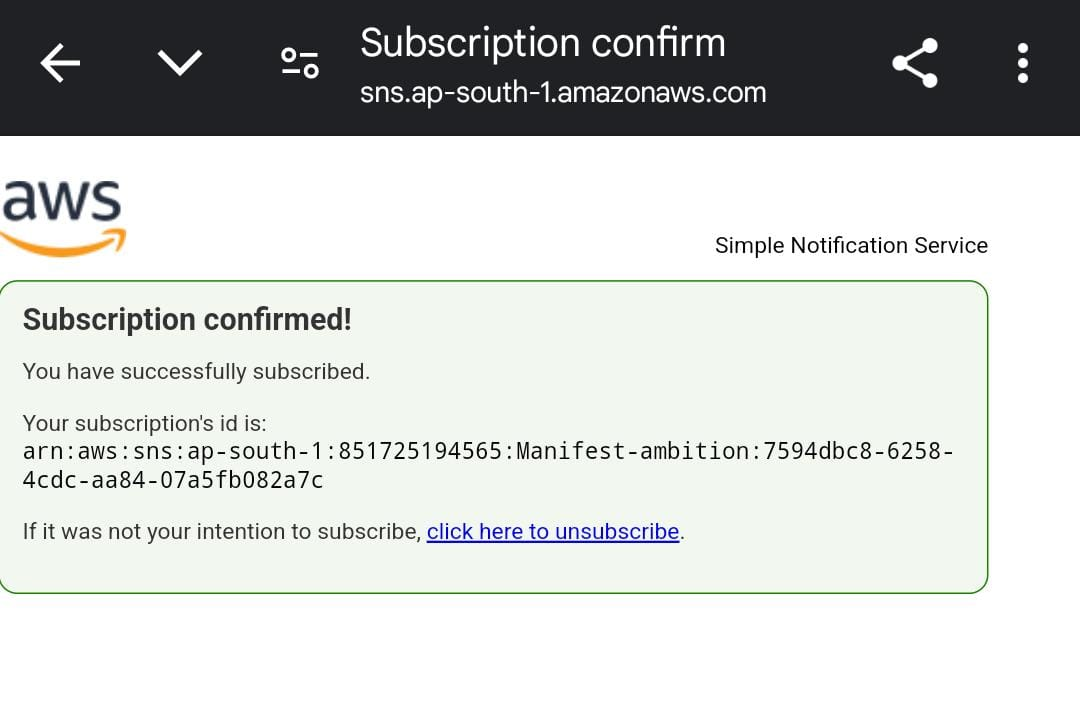 Subscription confirm
sns.ap-south-1.amazonaws.com
aws
Simple Notification Service
Subscription confirmed!
You have successfully subscribed.
Your subscription's id is:
arn:aws:sns:ap-south-1:851725194565:Manifest-ambition:7594dbc8-6258-
4cdc-aa84-07a5fb082a7c
If it was not your intention to subscribe, click here to unsubscribe.